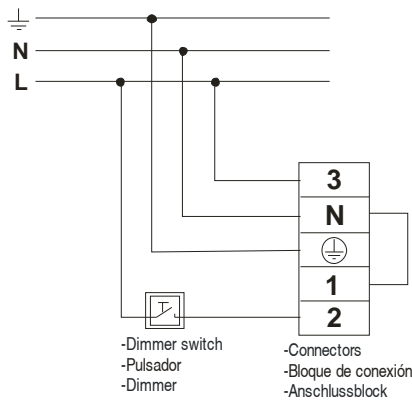 N
L
3
N
1
2
-Dimmer switch
-Pulsador
-Dimmer
-Connectors
-Bloque de conexión
-Anschlussblock